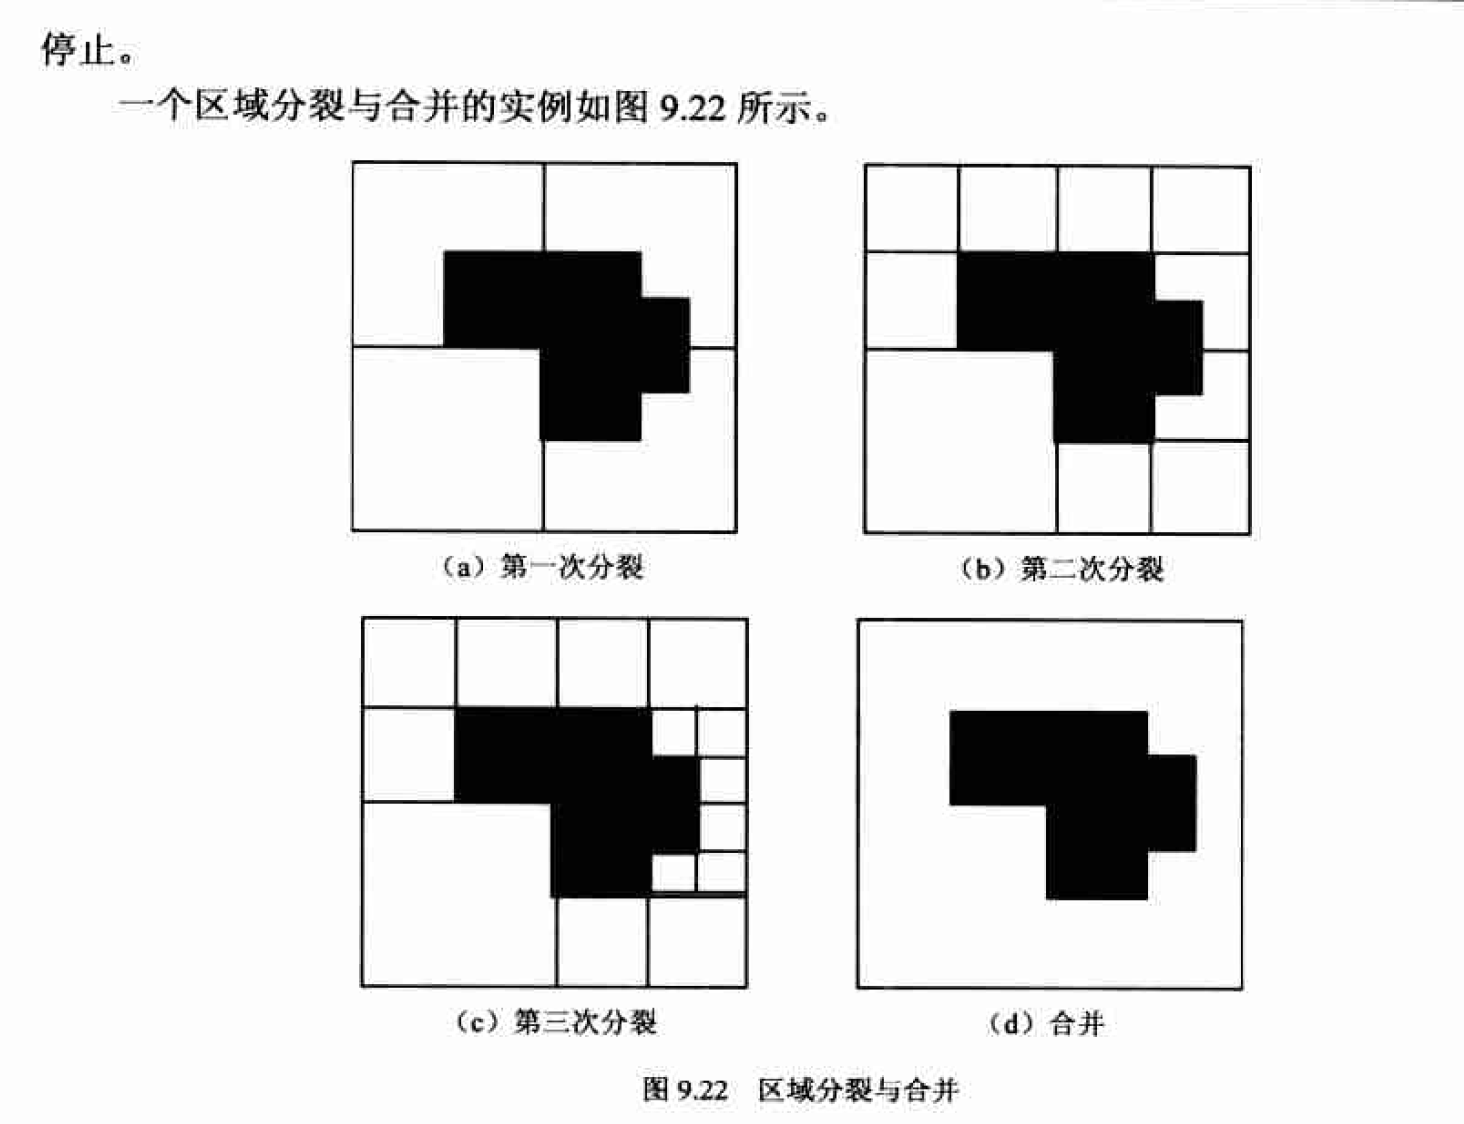 停止。
一个区域分裂与合并的实例如图 9.22 所示。
（a）第一次分裂
（b）第二次分裂
（c）第三次分裂
（d）合并
图 9.22 区域分裂与合并